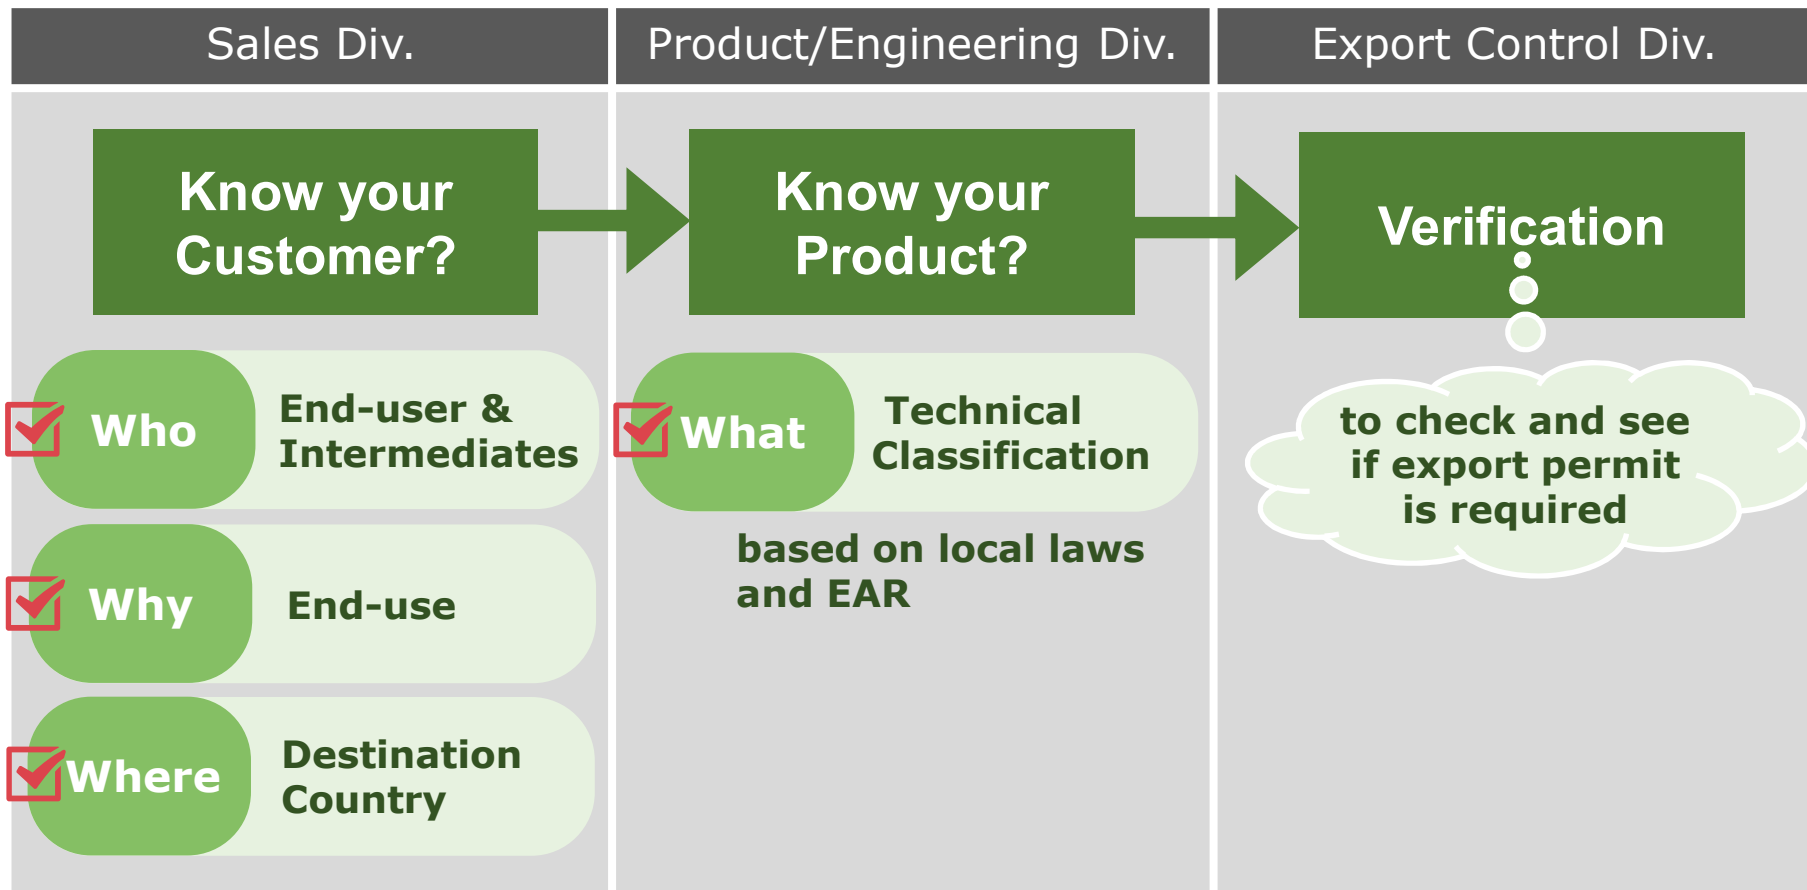 Sales Div.
Product/Engineering Div.
Export Control Div.
Know your
Customer?
Know your
Product?
Verification
Who
End-user &
Intermediates
Why
End-use
Where
Destination
Country
What
Technical
Classification
based on local laws
and EAR
to check and see
if export permit
is required